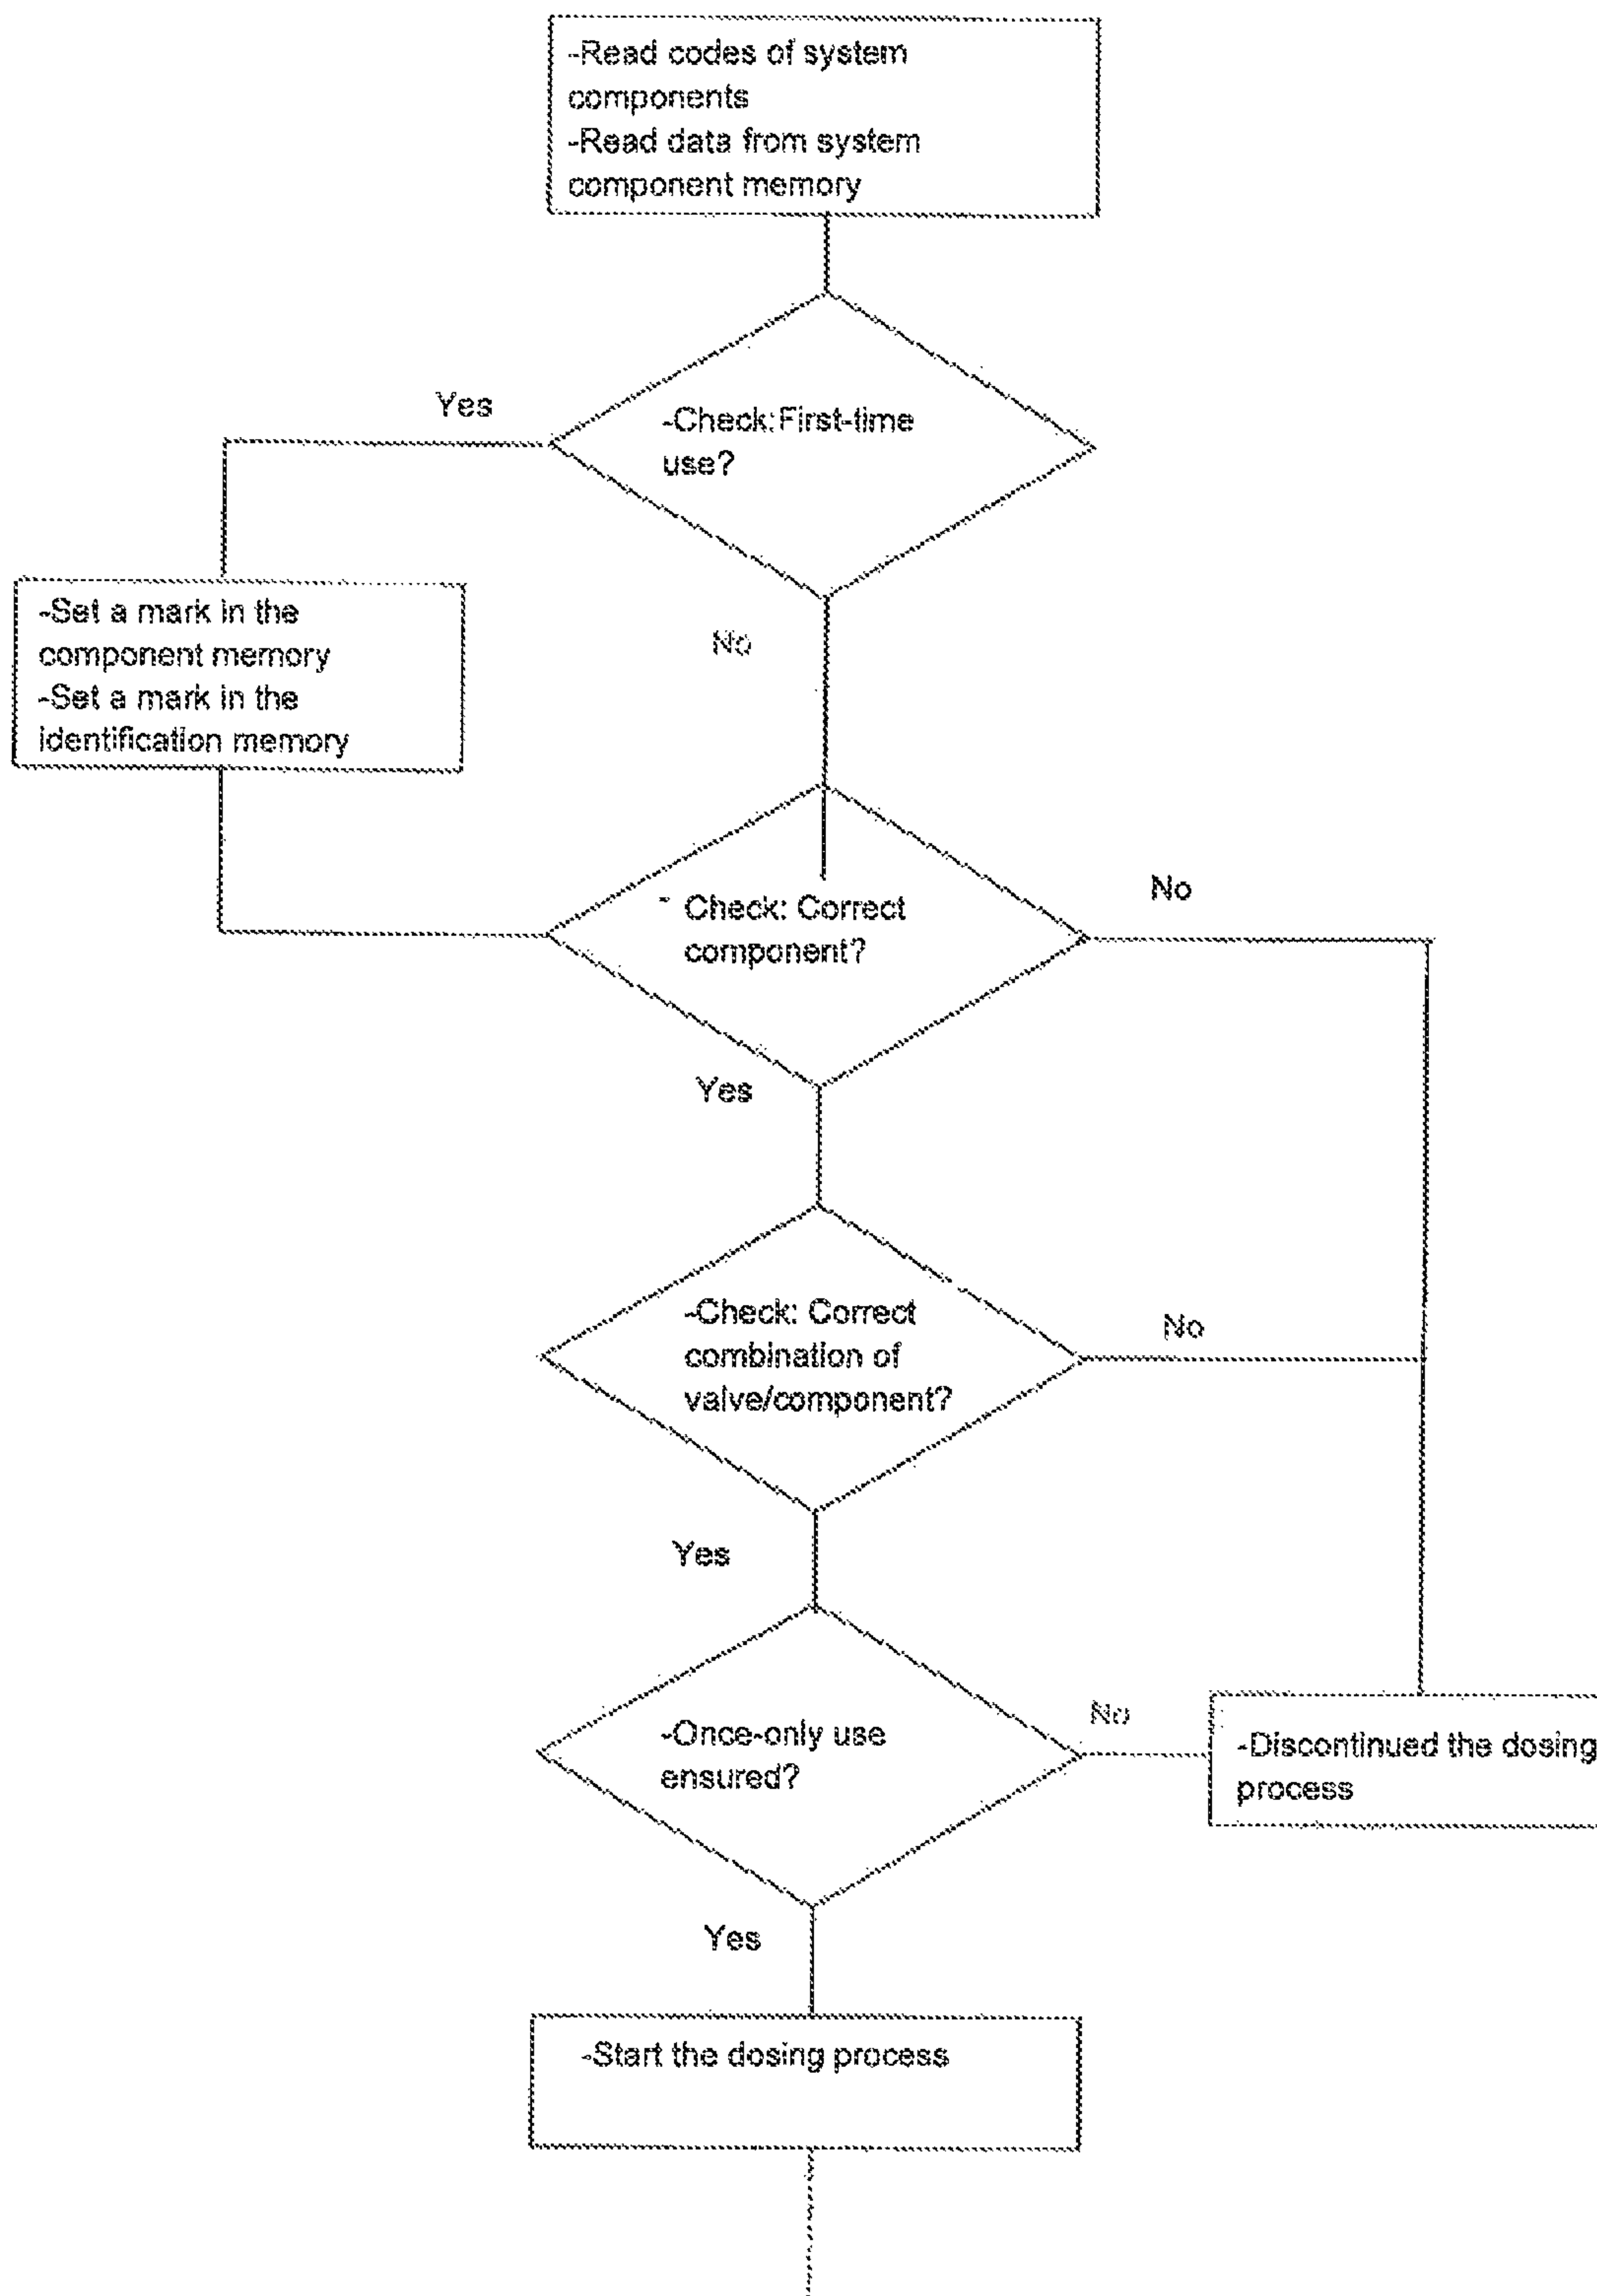 -Read codes of system
components
-Read data from system
component memory
Yes
-Check:First-time
use?
-Set a mark in the
component memory
-Set a mark in the
identification memory
No
- Check: Correct
component?
No
Yes
-Check: Correct
combination of
valve/component?
No
Yes
-Once-only use
ensured?
No
-Discontinued the dosing
process
Yes
-Start the dosing process